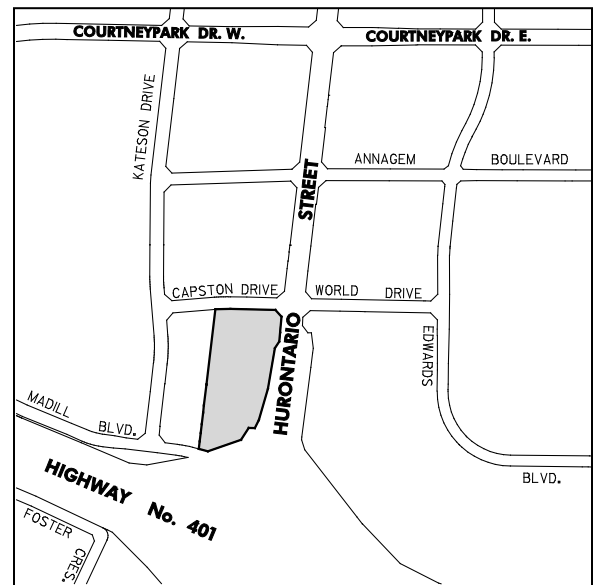 COURTNEYPARK DR. W.
COURTNEYPARK DR. E.
KATESON DRIVE
ANNAGEM BOULEVARD
STREET
CAPSTON DRIVE
WORLD DRIVE
HURONTARIO
EDWARDS
MADILL
BLVD.
BLVD.
HIGHWAY No. 401
FOSTER
CRES.